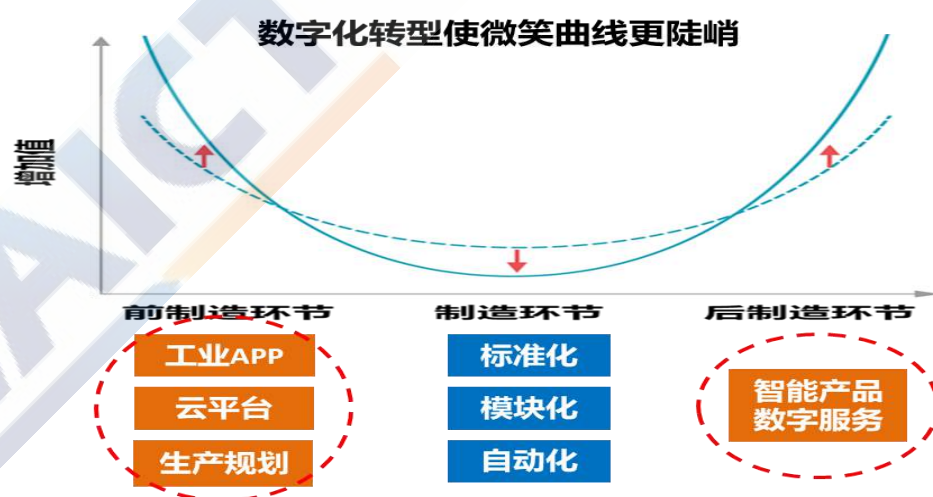 数字化转型使微笑曲线更陡峭
增加值
前制造环节
制造环节
后制造环节
工业APP
云平台
生产规划
标准化
模块化
自动化
智能产品
数字服务